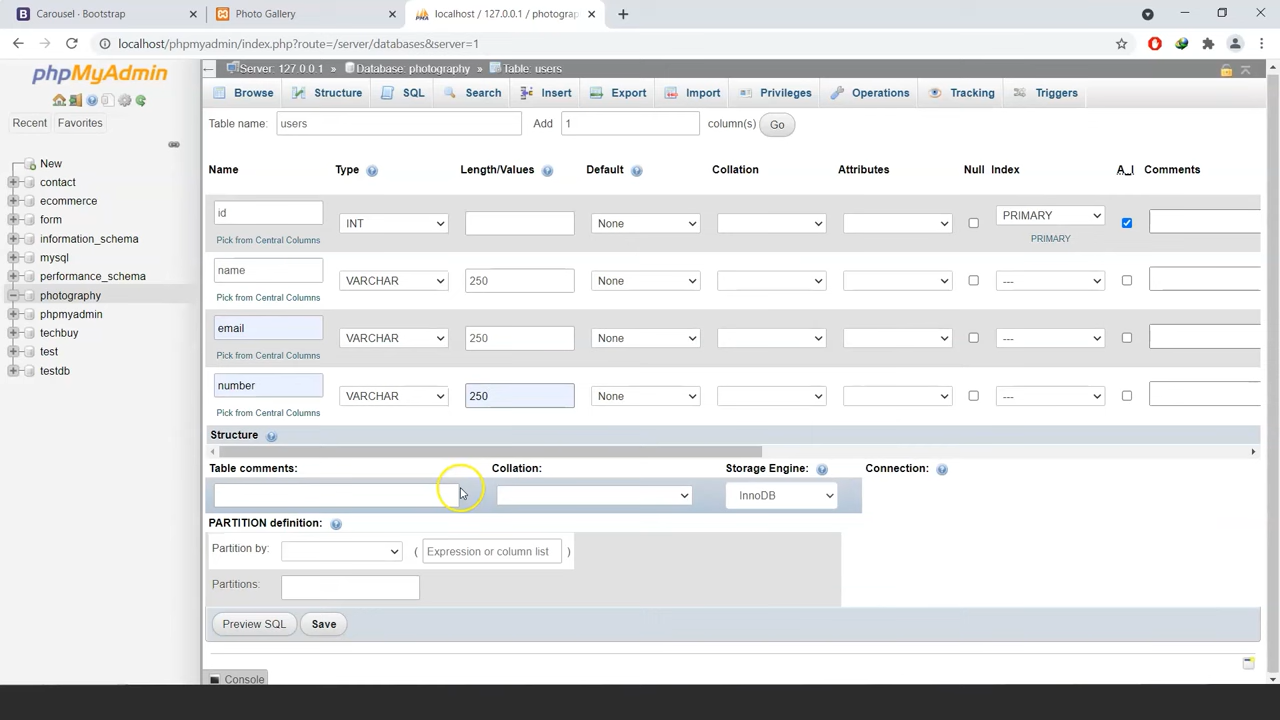 Carousel · Bootstrap
Photo Gallery
localhost / 127.0.0.1 / photograp
localhost/phpmyadmin/index.php?route=/server/databases&server=1
phpMyAdmin
Recent
Favorites
New
contact
ecommerce
form
information_schema
mysql
performance_schema
photography
phpmyadmin
techbuy
test
testdb
Server: 127.0.0.1 » Database: photography » Table: users
Browse Structure SQL Search Insert Export Import Privileges Operations Tracking Triggers
Table name: users Add 1 column(s) Go
Name Type Length/Values Default Collation Attributes Null Index A_I Comments
id INT None PRIMARY
Pick from Central Columns PRIMARY
name VARCHAR 250 None ---
Pick from Central Columns
email VARCHAR 250 None ---
Pick from Central Columns
number VARCHAR 250 None ---
Pick from Central Columns
Structure
Table comments: Collation: Storage Engine: Connection:
InnoDB
PARTITION definition:
Partition by: ( Expression or column list )
Partitions:
Preview SQL Save
Console